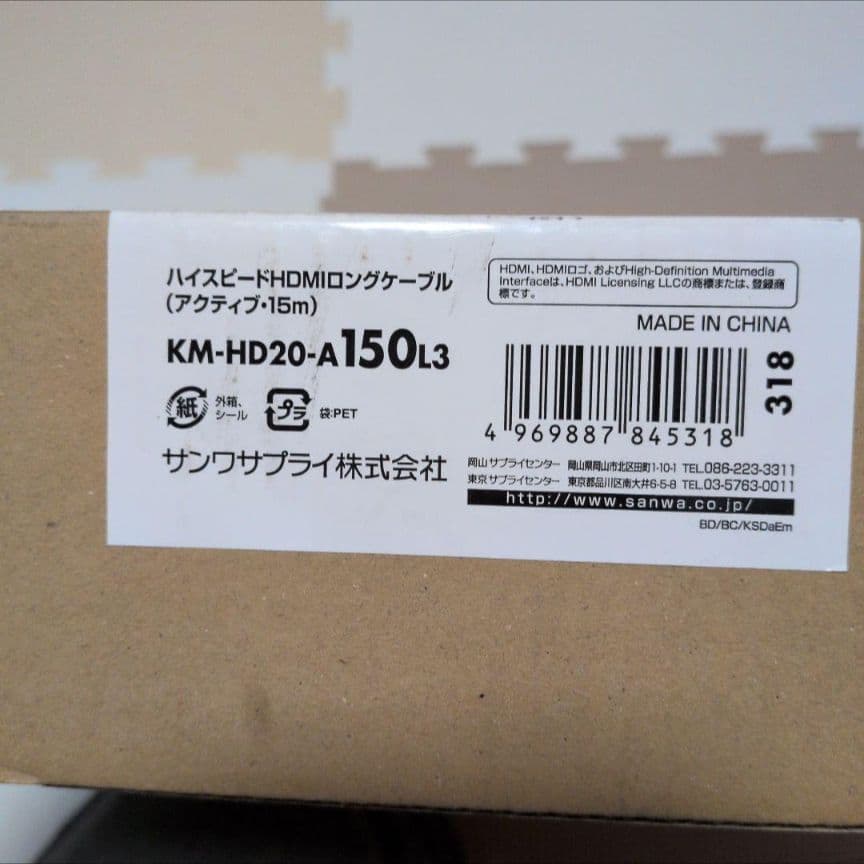 ハイスピードHDMIロングケーブル
(アクティブ・15m)
KM-HD20-A150L3
紙
外箱、
シール
プラ
袋:PET
サンワサプライ株式会社
HDMI、HDMIロゴ、およびHigh-Definition Multimedia
Interfaceは、HDMI Licensing LLCの商標または、登録商
標です。
MADE IN CHINA
318
4 969887 845318
岡山サプライセンター 岡山県岡山市北区田町1-10-1 TEL.086-223-3311
東京サプライセンター 東京都品川区南大井6-5-8 TEL.03-5763-0011
http://www.sanwa.co.jp/
BD/BC/KSDaEm